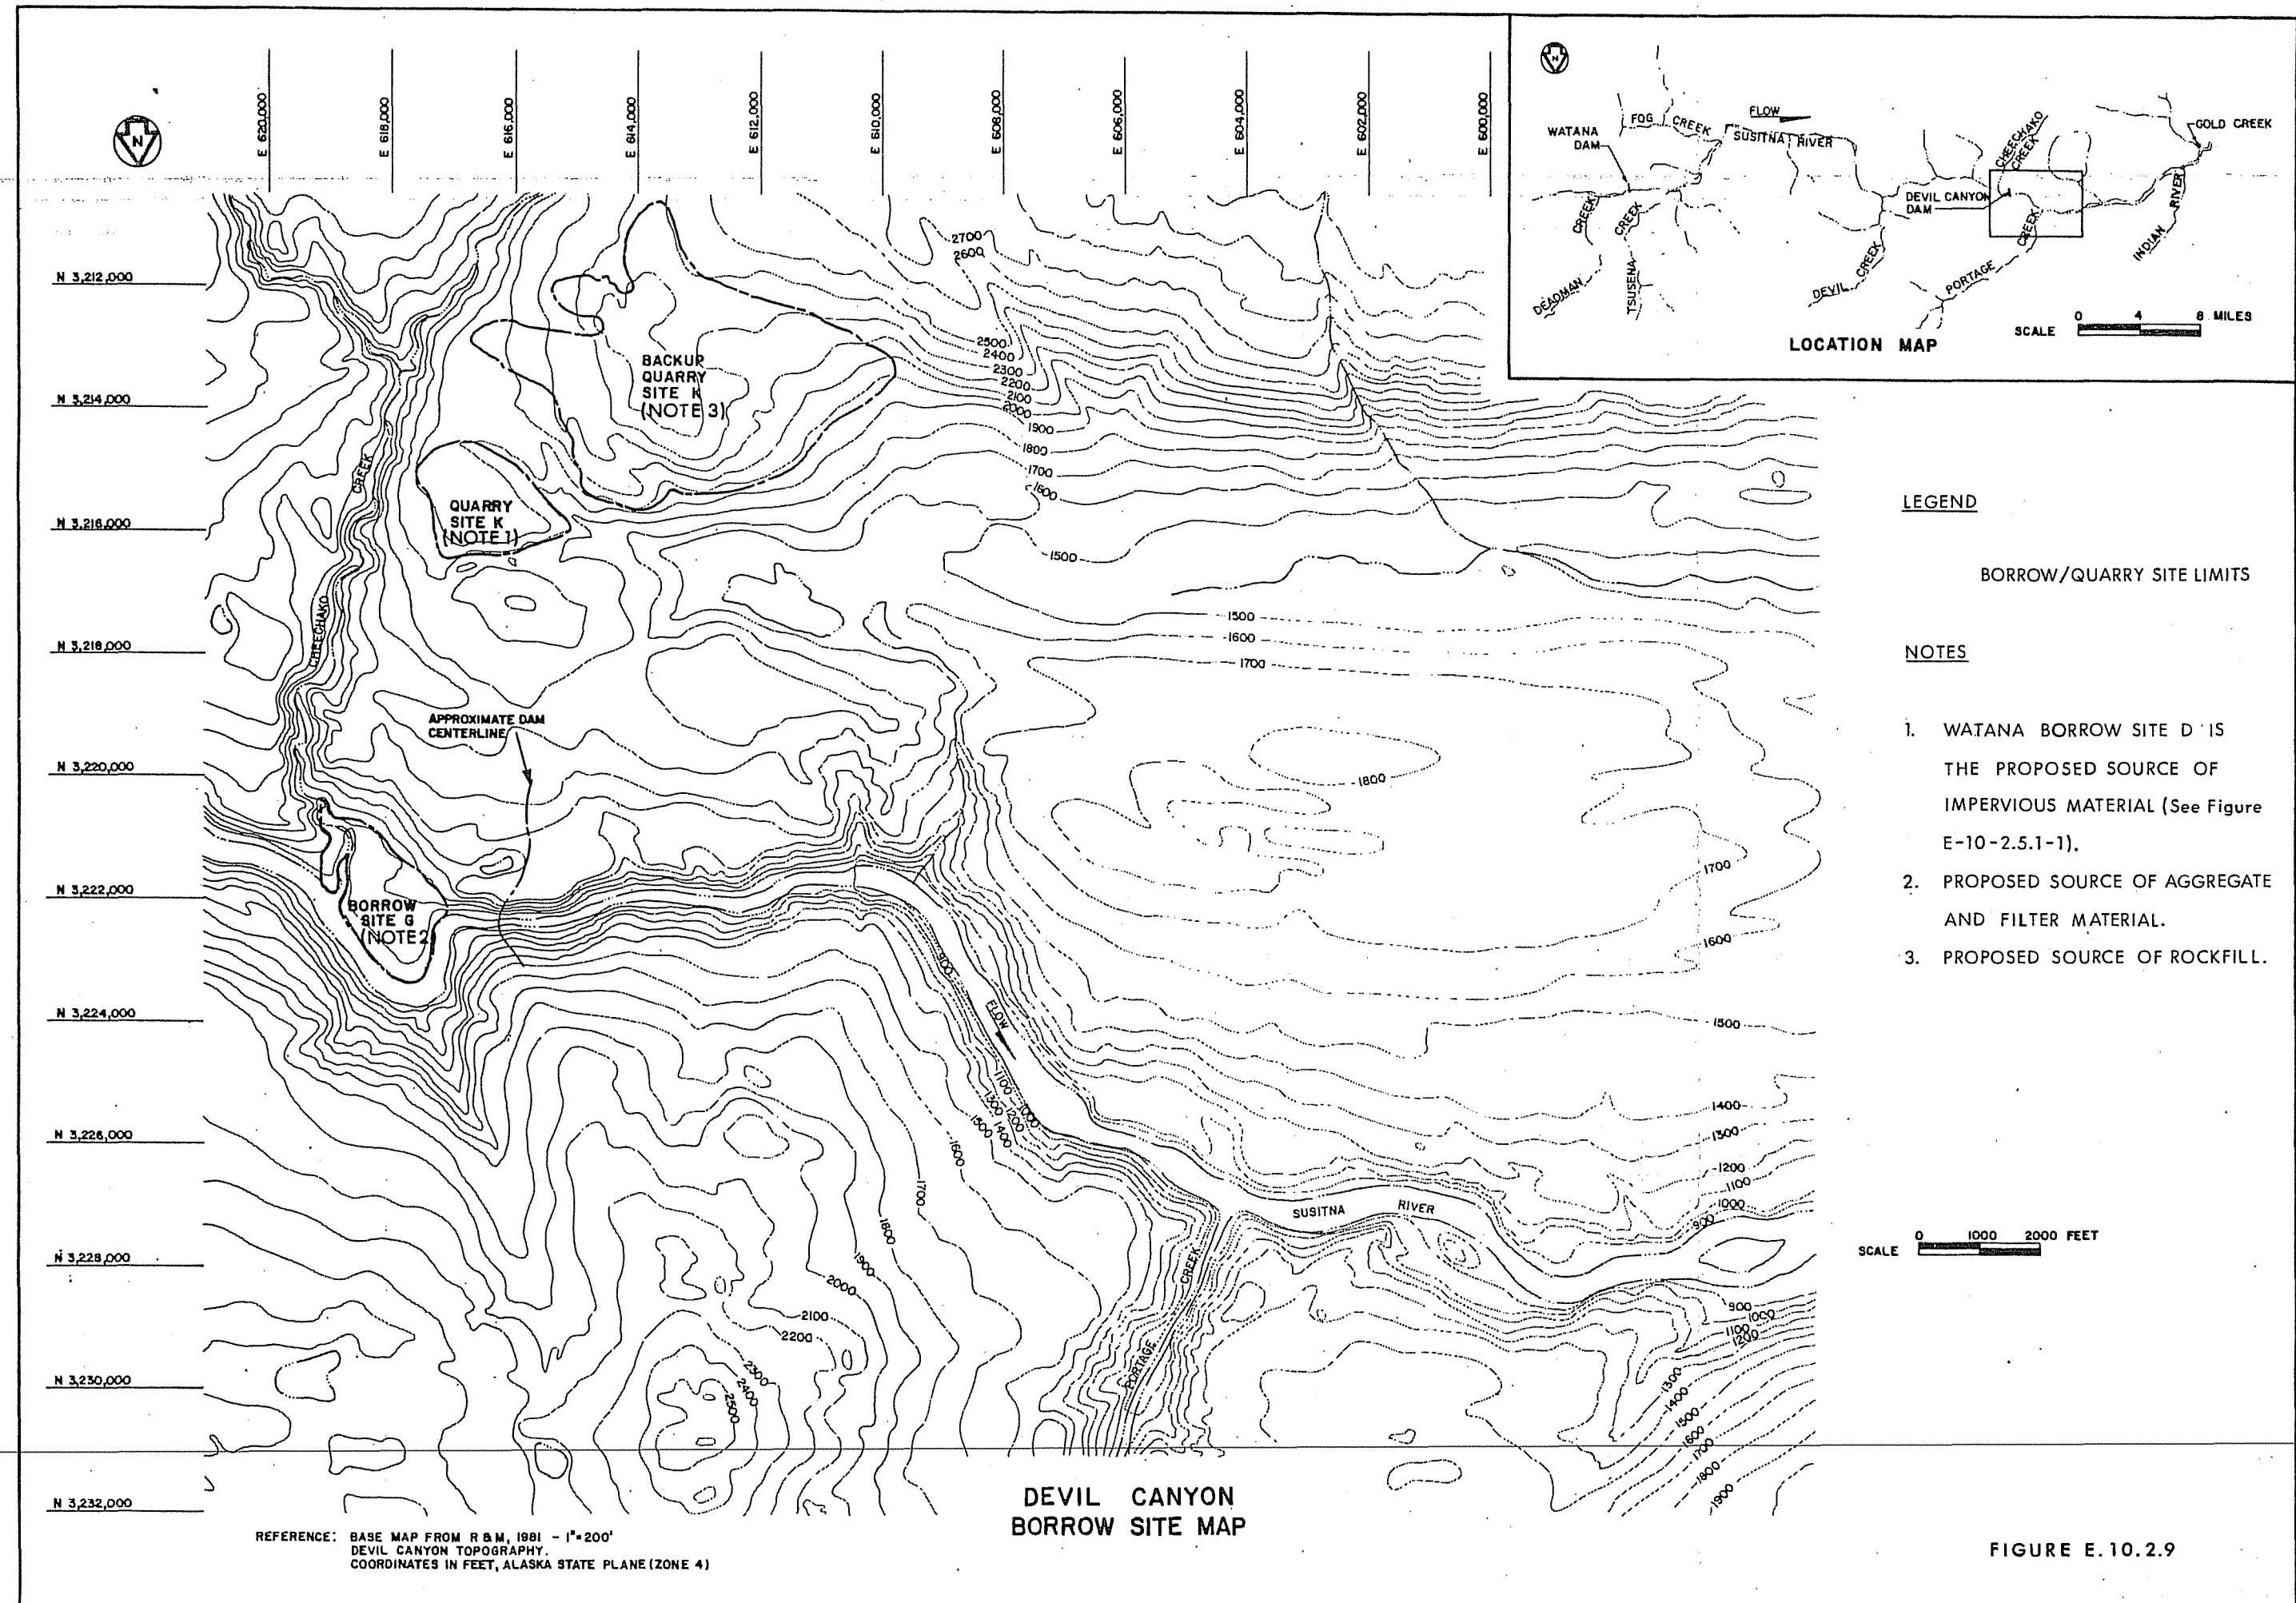 N
E 620,000
E 618,000
E 616,000
E 614,000
E 612,000
E 610,000
E 608,000
E 606,000
E 604,000
E 602,000
E 600,000
N
FLOW
FOG CREEK
SUSITNA RIVER
WATANA
DAM
CHEECHAKO
CREEK
GOLD CREEK
DEVIL CANYON
DAM
CREEK
DEADMAN
CREEK
TSUSENA
DEVIL CREEK
PORTAGE CREEK
INDIAN RIVER
LOCATION MAP
SCALE
0 4 8 MILES
N 3,212,000
N 3,214,000
N 3,216,000
N 3,218,000
N 3,220,000
N 3,222,000
N 3,224,000
N 3,226,000
N 3,228,000
N 3,230,000
N 3,232,000
2700
2600
2500
2400
2300
2200
2100
2000
1900
1800
1700
1600
1500
1500
1600
1700
1800
1700
1600
1500
1400
1300
1200
1100
1000
900
BACKUP
QUARRY
SITE K
(NOTE 3)
QUARRY
SITE K
(NOTE 1)
CHEECHAKO CREEK
APPROXIMATE DAM
CENTERLINE
BORROW
SITE G
(NOTE 2)
900
FLOW
1100
1000
1300
1200
1500
1400
1600
1700
1800
1900
2000
2100
2200
2300
2400
2500
SUSITNA RIVER
PORTAGE CREEK
900
1000
1100
1200
1300
1400
1500
1600
1700
1800
1900
LEGEND
BORROW/QUARRY SITE LIMITS
NOTES
1. WATANA BORROW SITE D IS
THE PROPOSED SOURCE OF
IMPERVIOUS MATERIAL (See Figure
E-10-2.5.1-1).
2. PROPOSED SOURCE OF AGGREGATE
AND FILTER MATERIAL.
3. PROPOSED SOURCE OF ROCKFILL.
SCALE
0 1000 2000 FEET
DEVIL CANYON
BORROW SITE MAP
REFERENCE: BASE MAP FROM R & M, 1981 - 1"=200'
DEVIL CANYON TOPOGRAPHY.
COORDINATES IN FEET, ALASKA STATE PLANE (ZONE 4)
FIGURE E.10.2.9